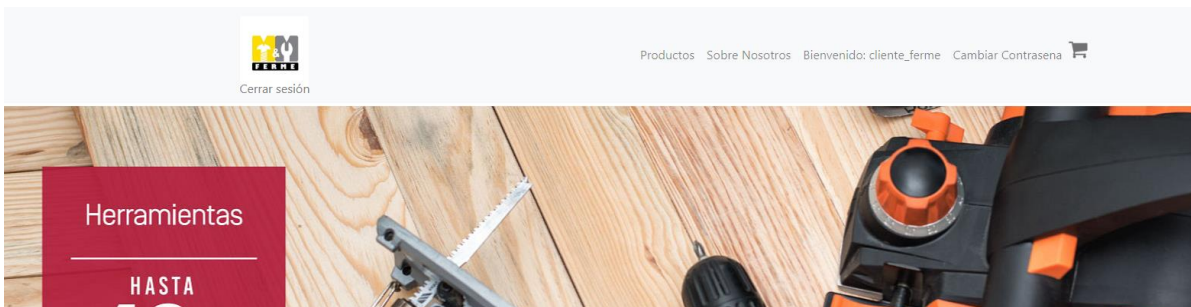 M&M
FERME
Cerrar sesión
Productos Sobre Nosotros Bienvenido: cliente_ferme Cambiar Contrasena
Herramientas
HASTA